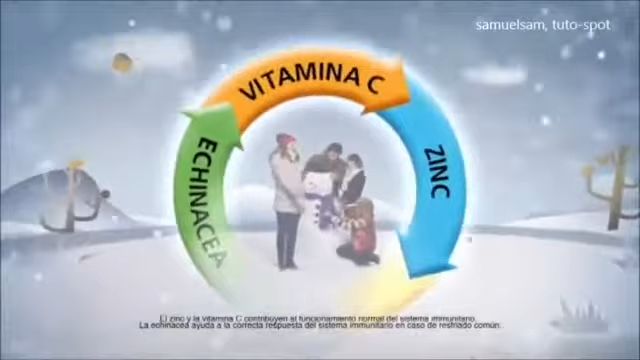 samuelsam, tuto-spot
VITAMINA C
ZINC
ECHINACEA
El zinc y la vitamina C contribuyen al funcionamiento normal del sistema inmunitario.
La echinacea ayuda a la correcta respuesta del sistema inmunitario en caso de resfriado común.